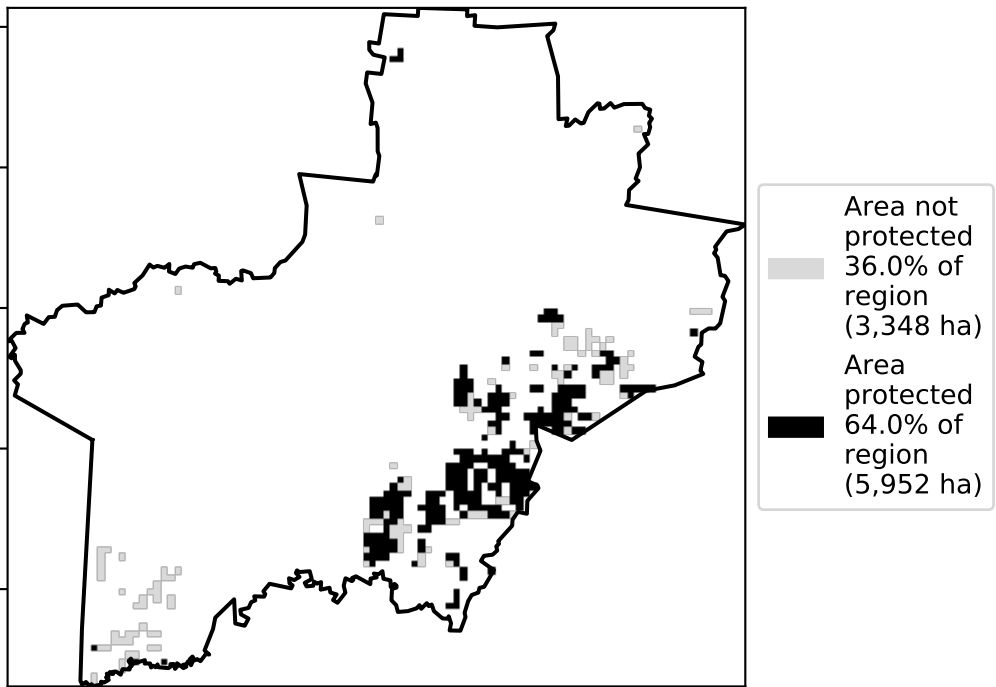 Area not
protected
36.0% of
region
(3,348 ha)
Area
protected
64.0% of
region
(5,952 ha)